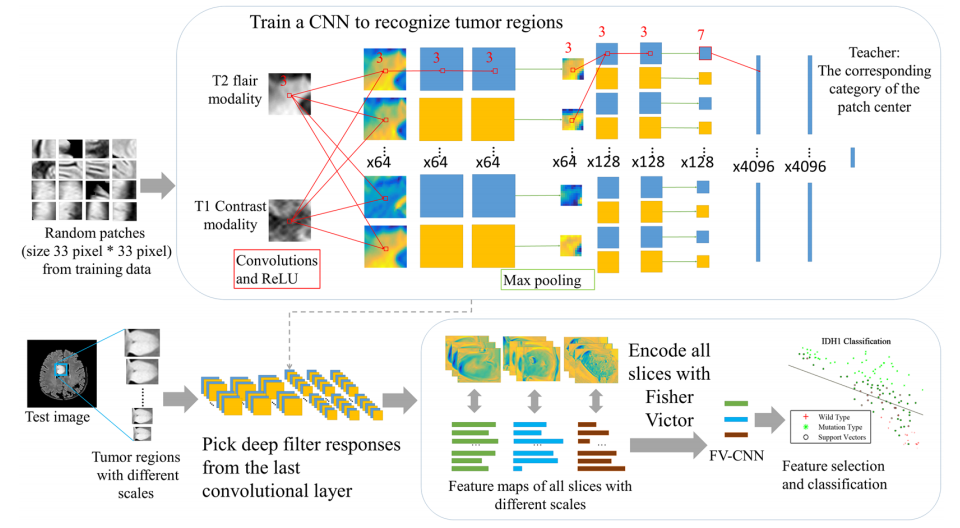 Train a CNN to recognize tumor regions
T2 flair
modality
T1 Contrast
modality
3
3
3
3
3
3
3
7
x64
x64
x64
x64
x128
x128
x128
x4096
x4096
Teacher:
The corresponding
category of the
patch center
Random patches
(size 33 pixel * 33 pixel)
from training data
Convolutions
and ReLU
Max pooling
Test image
Tumor regions
with different
scales
Pick deep filter responses
from the last
convolutional layer
...
...
Feature maps of all slices with
different scales
Encode all
slices with
Fisher
Victor
FV-CNN
IDH1 Classification
Wild Type
Mutation Type
Support Vectors
Feature selection
and classification